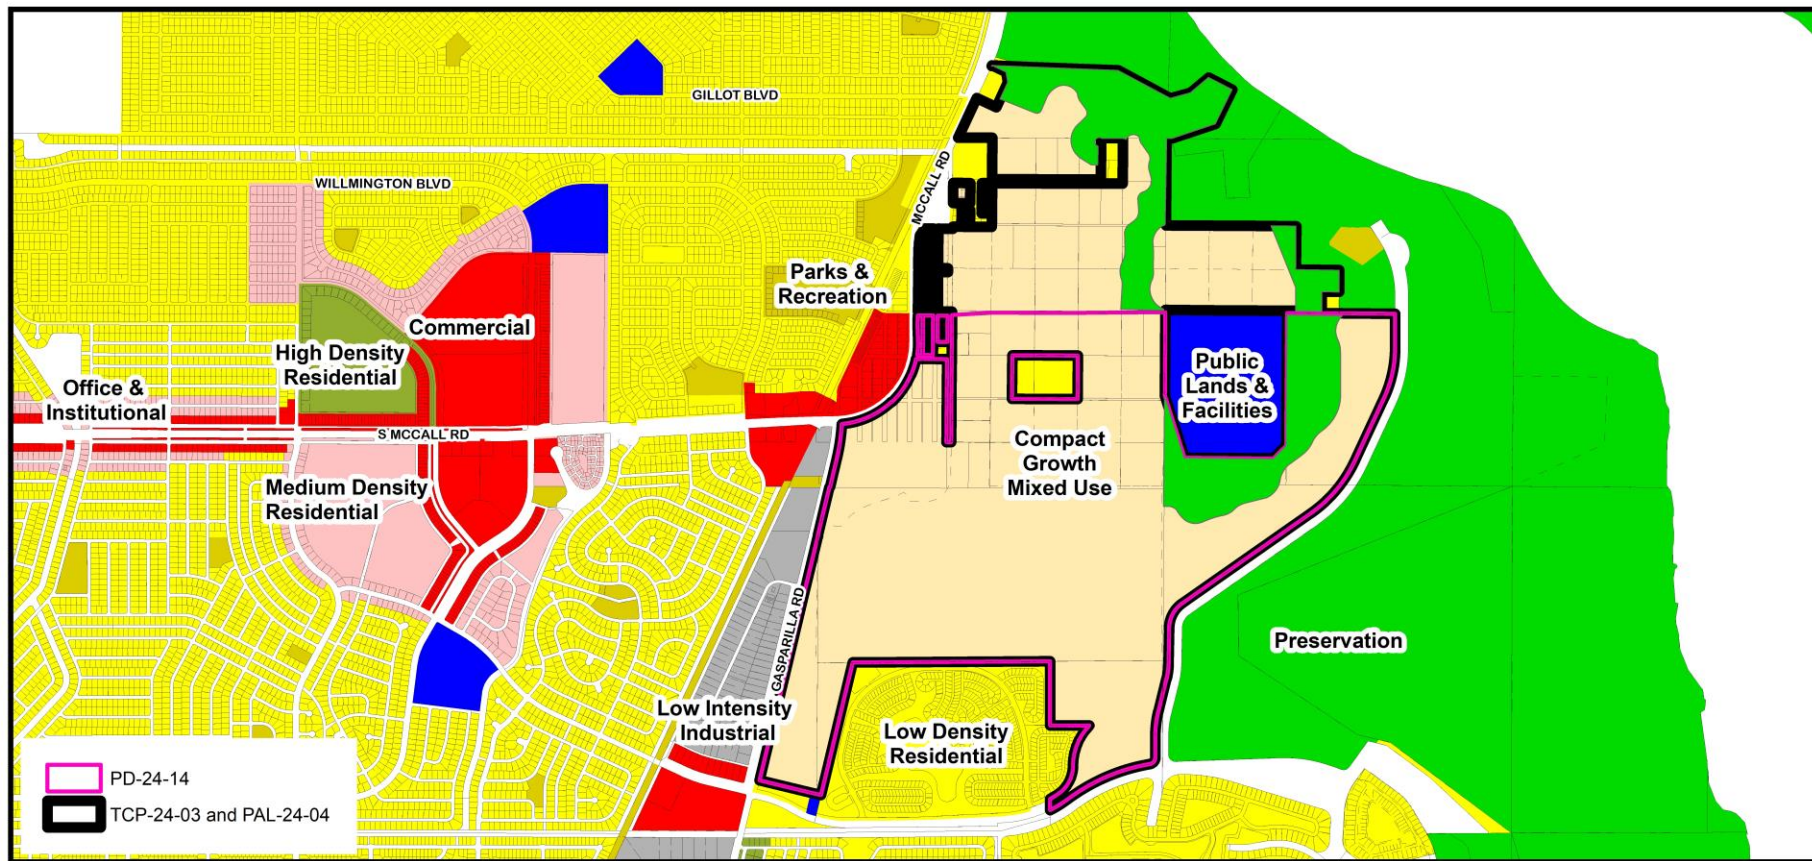 GILLOT BLVD
WILLMINGTON BLVD
MCCALL RD
Parks &
Recreation
Commercial
High Density
Residential
Office &
Institutional
S MCCALL RD
Public
Lands &
Facilities
Compact
Growth
Mixed Use
Medium Density
Residential
GASPARILLA RD
Preservation
Low Intensity
Industrial
Low Density
Residential
PD-24-14
TCP-24-03 and PAL-24-04